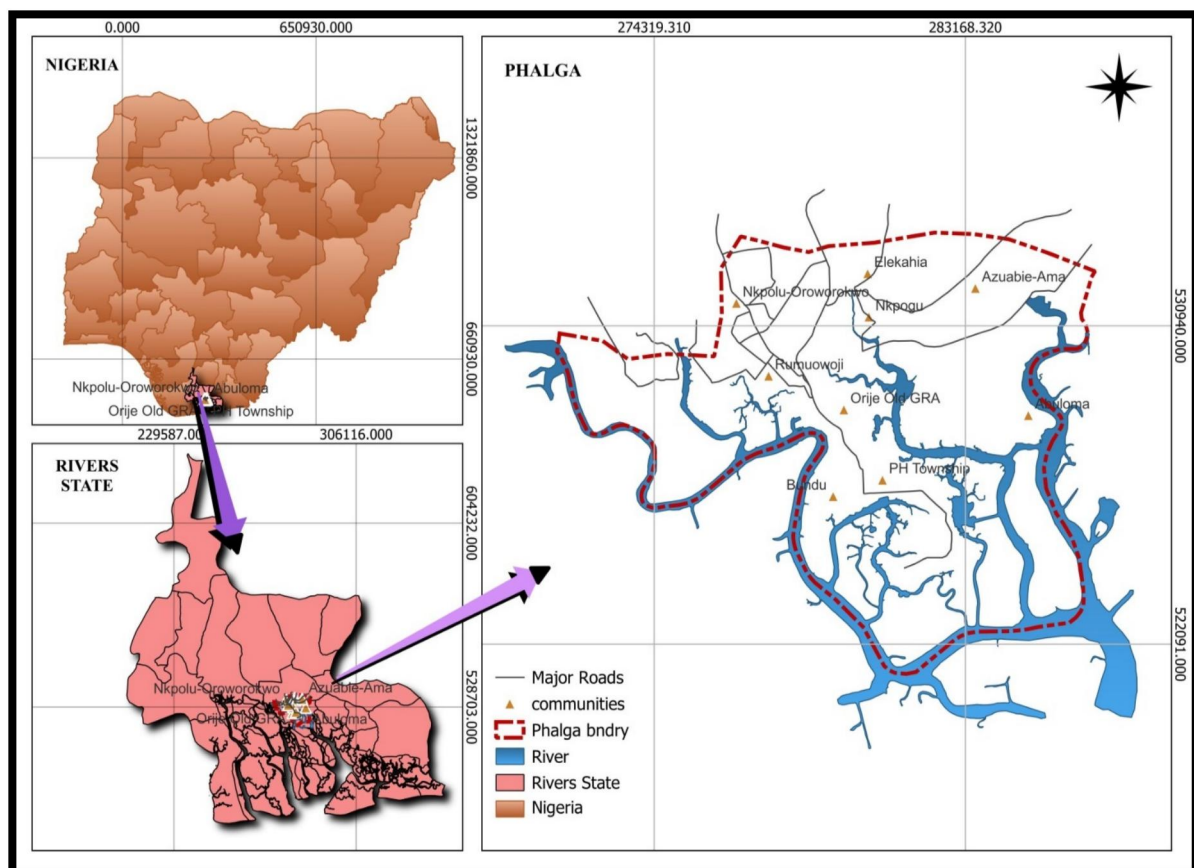 0.000
650930.000
NIGERIA
1321860.000
660930.000
Nkpolu-Oroworokwo
Abuloma
Orije Old GRA
PH Township
229587.000
306116.000
RIVERS
STATE
604232.000
528703.000
Nkpolu-Oroworokwo
Azuabie-Ama
Orije Old GRA
Abuloma
274319.310
283168.320
PHALGA
530940.000
522091.000
Elekahia
Azuabie-Ama
Nkpolu-Oroworokwo
Nkpogu
Rumuowoji
Orije Old GRA
Abuloma
PH Township
Bundu
Major Roads
communities
Phalga bndry
River
Rivers State
Nigeria